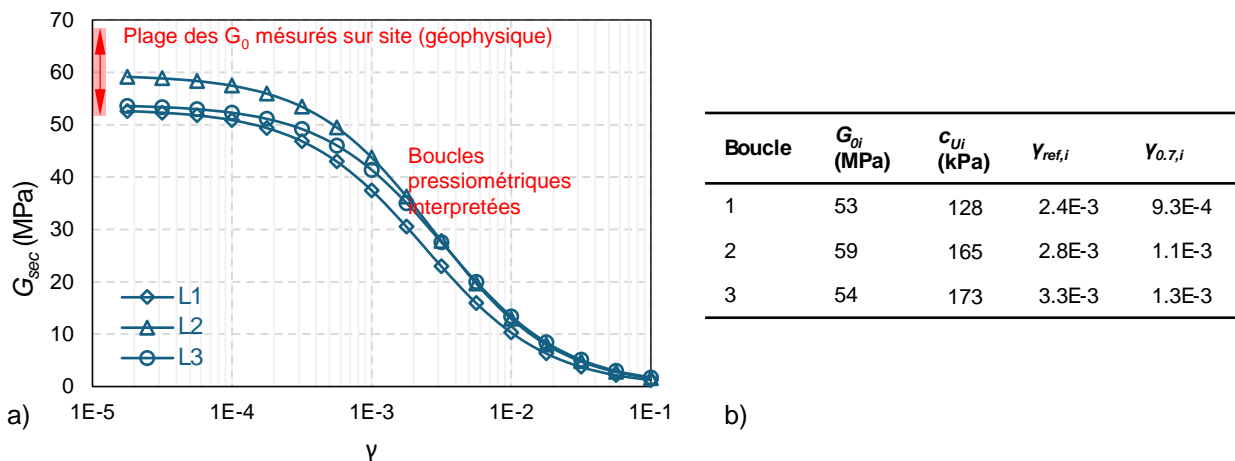 70
60
50
40
30
20
10
0
Plage des G0 mésurés sur site (géophysique)
Boucles
pressiométriques
interpretées
Gsec (MPa)
L1
L2
L3
1E-5
1E-4
1E-3
1E-2
1E-1
γ
a)
Boucle G0i (MPa) cUi (kPa) γref,i γ0.7,i
1 53 128 2.4E-3 9.3E-4
2 59 165 2.8E-3 1.1E-3
3 54 173 3.3E-3 1.3E-3
b)